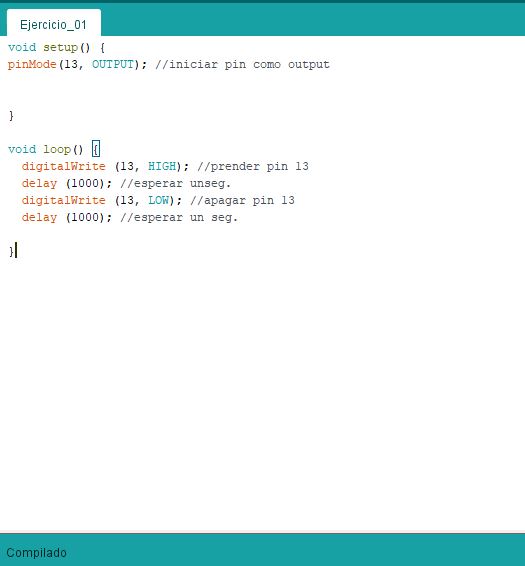 Ejercicio_01
void setup() {
pinMode(13, OUTPUT); //iniciar pin como output
}
void loop() {
digitalWrite (13, HIGH); //prender pin 13
delay (1000); //esperar unseg.
digitalWrite (13, LOW); //apagar pin 13
delay (1000); //esperar un seg.
}
Compilado